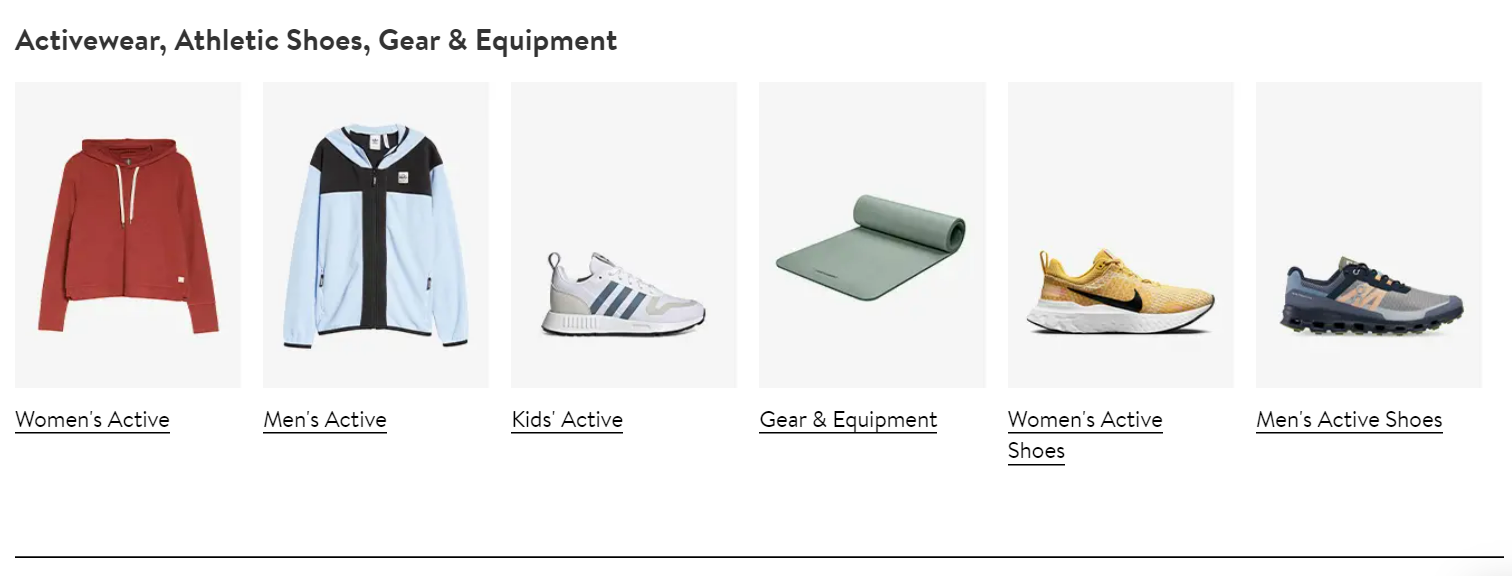 Activewear, Athletic Shoes, Gear & Equipment
Women's Active
Men's Active
Kids' Active
Gear & Equipment
Women's Active
Shoes
Men's Active Shoes